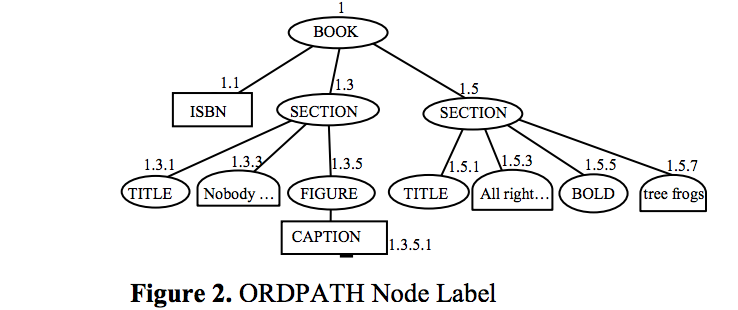 1
BOOK
1.1 1.3 1.5
ISBN SECTION SECTION
1.3.1 1.3.3 1.3.5 1.5.1 1.5.3 1.5.5 1.5.7
TITLE Nobody ... FIGURE TITLE All right... BOLD tree frogs
CAPTION 1.3.5.1
Figure 2. ORDPATH Node Label